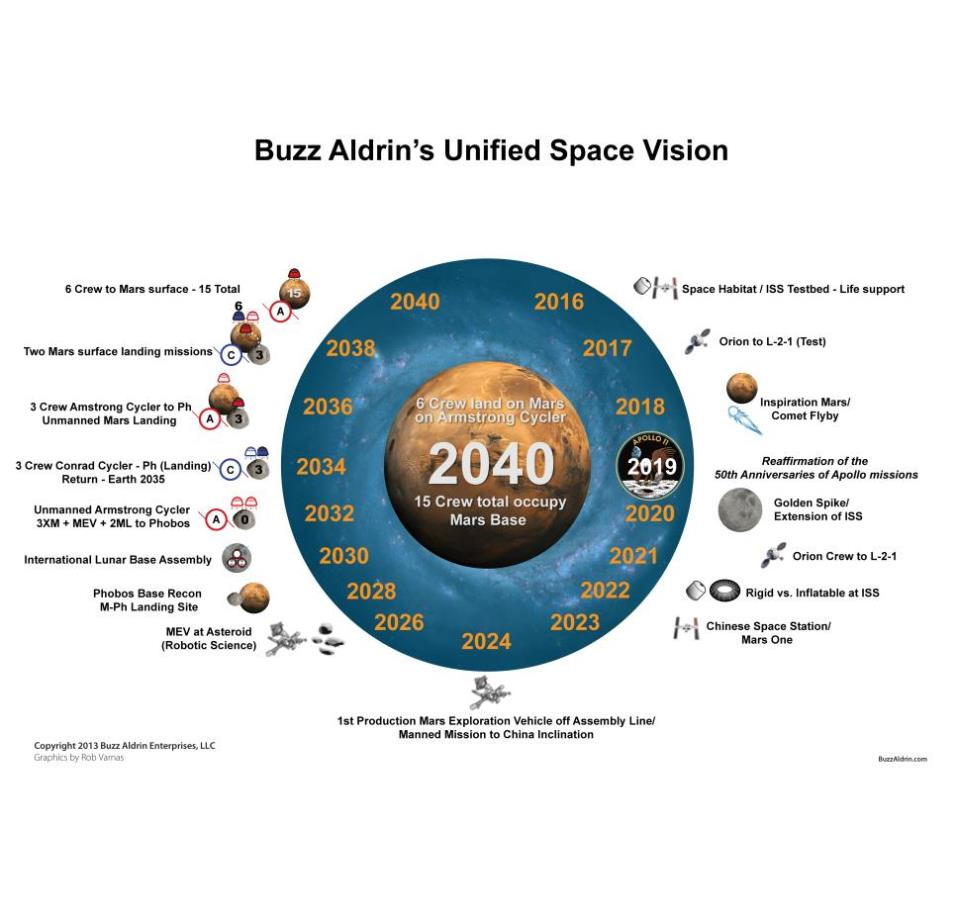 Buzz Aldrin's Unified Space Vision
6 Crew to Mars surface - 15 Total
15
A
6
Two Mars surface landing missions
C
3
3 Crew Amstrong Cycler to Ph
Unmanned Mars Landing
A
3
3 Crew Conrad Cycler - Ph (Landing)
Return - Earth 2035
C
3
Unmanned Armstrong Cycler
3XM + MEV + 2ML to Phobos
A
0
International Lunar Base Assembly
Phobos Base Recon
M-Ph Landing Site
MEV at Asteroid
(Robotic Science)
2040
2038
2036
2034
2032
2030
2028
2026
2024
2016
2017
2018
APOLLO 11
2019
2020
2021
2022
2023
6 Crew land on Mars
on Armstrong Cycler
2040
15 Crew total occupy
Mars Base
Space Habitat / ISS Testbed - Life support
Orion to L-2-1 (Test)
Inspiration Mars/
Comet Flyby
Reaffirmation of the
50th Anniversaries of Apollo missions
Golden Spike/
Extension of ISS
Orion Crew to L-2-1
Rigid vs. Inflatable at ISS
Chinese Space Station/
Mars One
1st Production Mars Exploration Vehicle off Assembly Line/
Manned Mission to China Inclination
Copyright 2013 Buzz Aldrin Enterprises, LLC
Graphics by Rob Varnas
BuzzAldrin.com